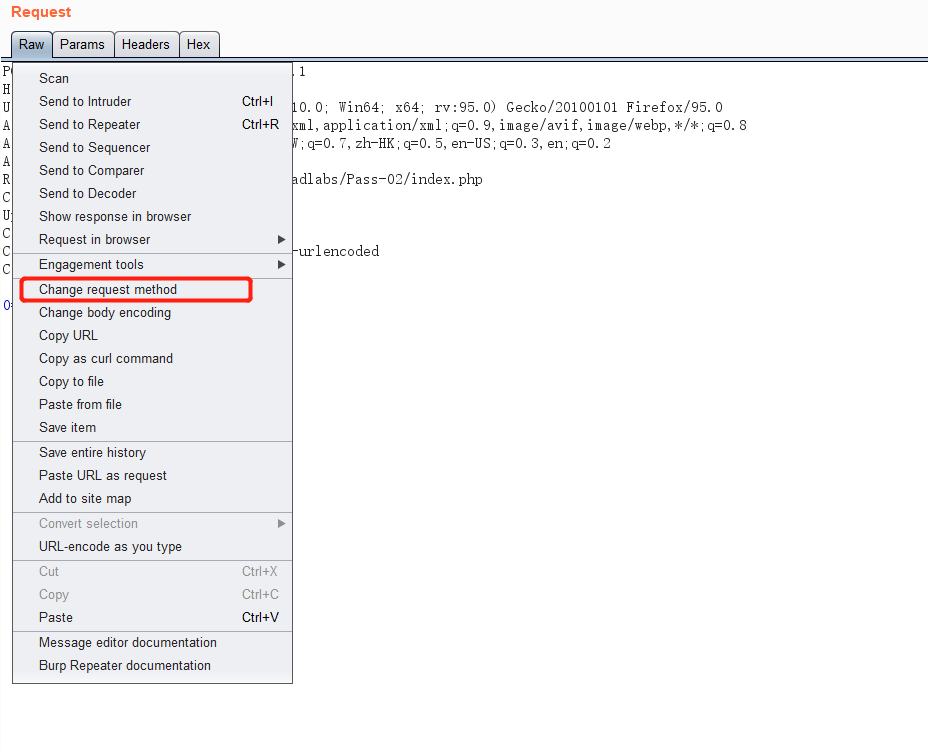 Request
Raw Params Headers Hex
.1
10.0; Win64; x64; rv:95.0) Gecko/20100101 Firefox/95.0
xml,application/xml;q=0.9,image/avif,image/webp,*/*;q=0.8
;q=0.7,zh-HK;q=0.5,en-US;q=0.3,en;q=0.2
adlabs/Pass-02/index.php
-urlencoded
Scan
Send to Intruder Ctrl+I
Send to Repeater Ctrl+R
Send to Sequencer
Send to Comparer
Send to Decoder
Show response in browser
Request in browser
Engagement tools
Change request method
Change body encoding
Copy URL
Copy as curl command
Copy to file
Paste from file
Save item
Save entire history
Paste URL as request
Add to site map
Convert selection
URL-encode as you type
Cut Ctrl+X
Copy Ctrl+C
Paste Ctrl+V
Message editor documentation
Burp Repeater documentation